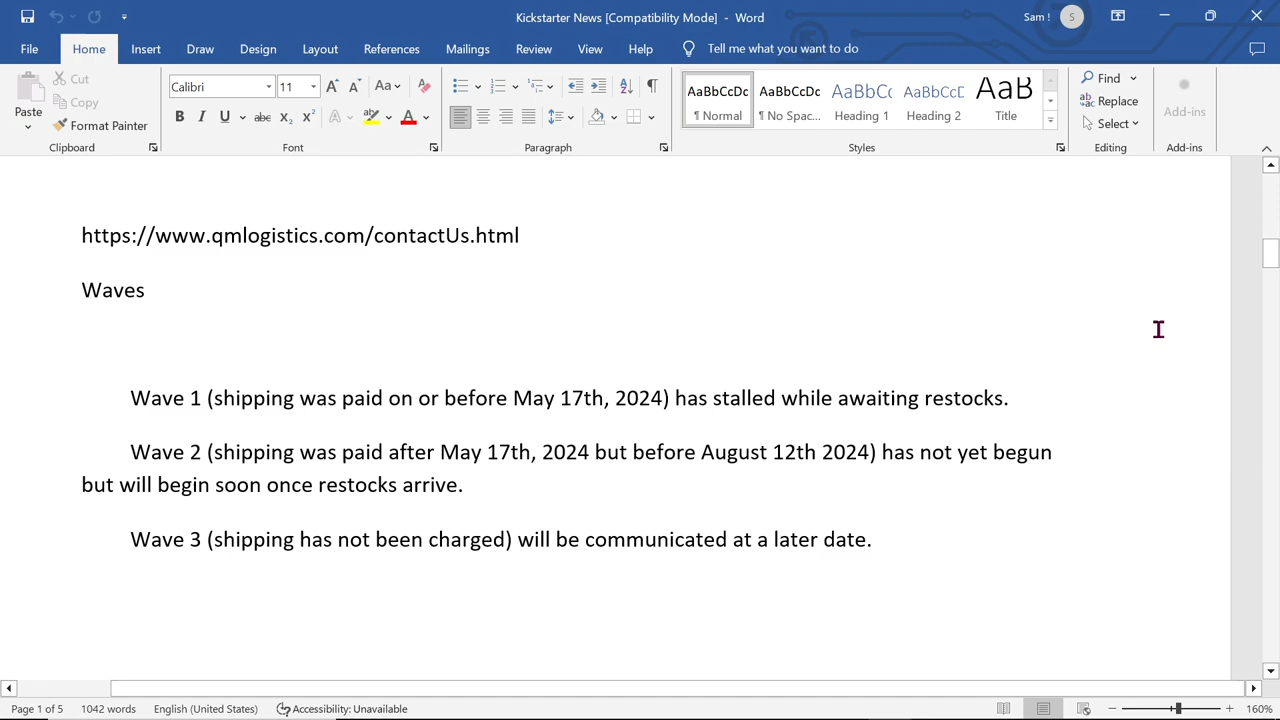 Kickstarter News [Compatibility Mode] - Word
Sam ! S
File Home Insert Draw Design Layout References Mailings Review View Help Tell me what you want to do
Paste
Cut
Copy
Format Painter
Clipboard
Calibri 11
Aa
B I U abc X₂ X² A A
Font
Paragraph
AaBbCcDc ¶ Normal
AaBbCcDc ¶ No Spac...
AaBbCc Heading 1
AaBbCcD Heading 2
AaB Title
Styles
Find
Replace
Select
Editing
Add-ins
Add-ins
https://www.qmlogistics.com/contactUs.html
Waves
Wave 1 (shipping was paid on or before May 17th, 2024) has stalled while awaiting restocks.
Wave 2 (shipping was paid after May 17th, 2024 but before August 12th 2024) has not yet begun
but will begin soon once restocks arrive.
Wave 3 (shipping has not been charged) will be communicated at a later date.
Page 1 of 5 1042 words English (United States) Accessibility: Unavailable 160%